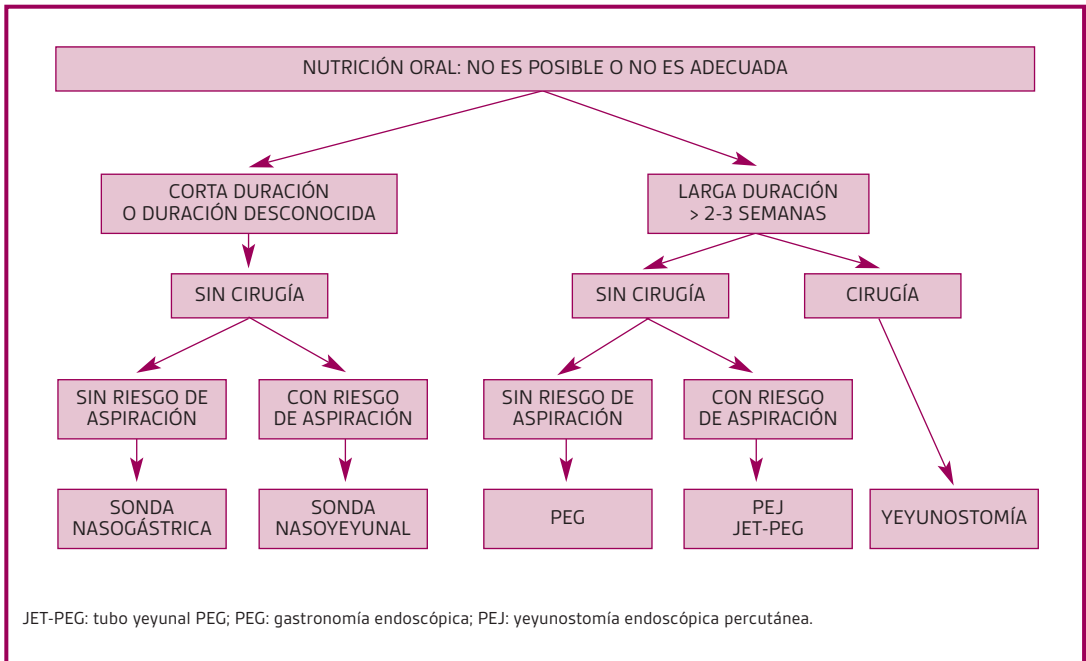 NUTRICIÓN ORAL: NO ES POSIBLE O NO ES ADECUADA
CORTA DURACIÓN
O DURACIÓN DESCONOCIDA
LARGA DURACIÓN
> 2-3 SEMANAS
SIN CIRUGÍA
SIN CIRUGÍA
CIRUGÍA
SIN RIESGO DE
ASPIRACIÓN
CON RIESGO
DE ASPIRACIÓN
SIN RIESGO DE
ASPIRACIÓN
CON RIESGO
DE ASPIRACIÓN
SONDA
NASOGÁSTRICA
SONDA
NASOYEYUNAL
PEG
PEJ
JET-PEG
YEYUNOSTOMÍA
JET-PEG: tubo yeyunal PEG; PEG: gastronomía endoscópica; PEJ: yeyunostomía endoscópica percutánea.